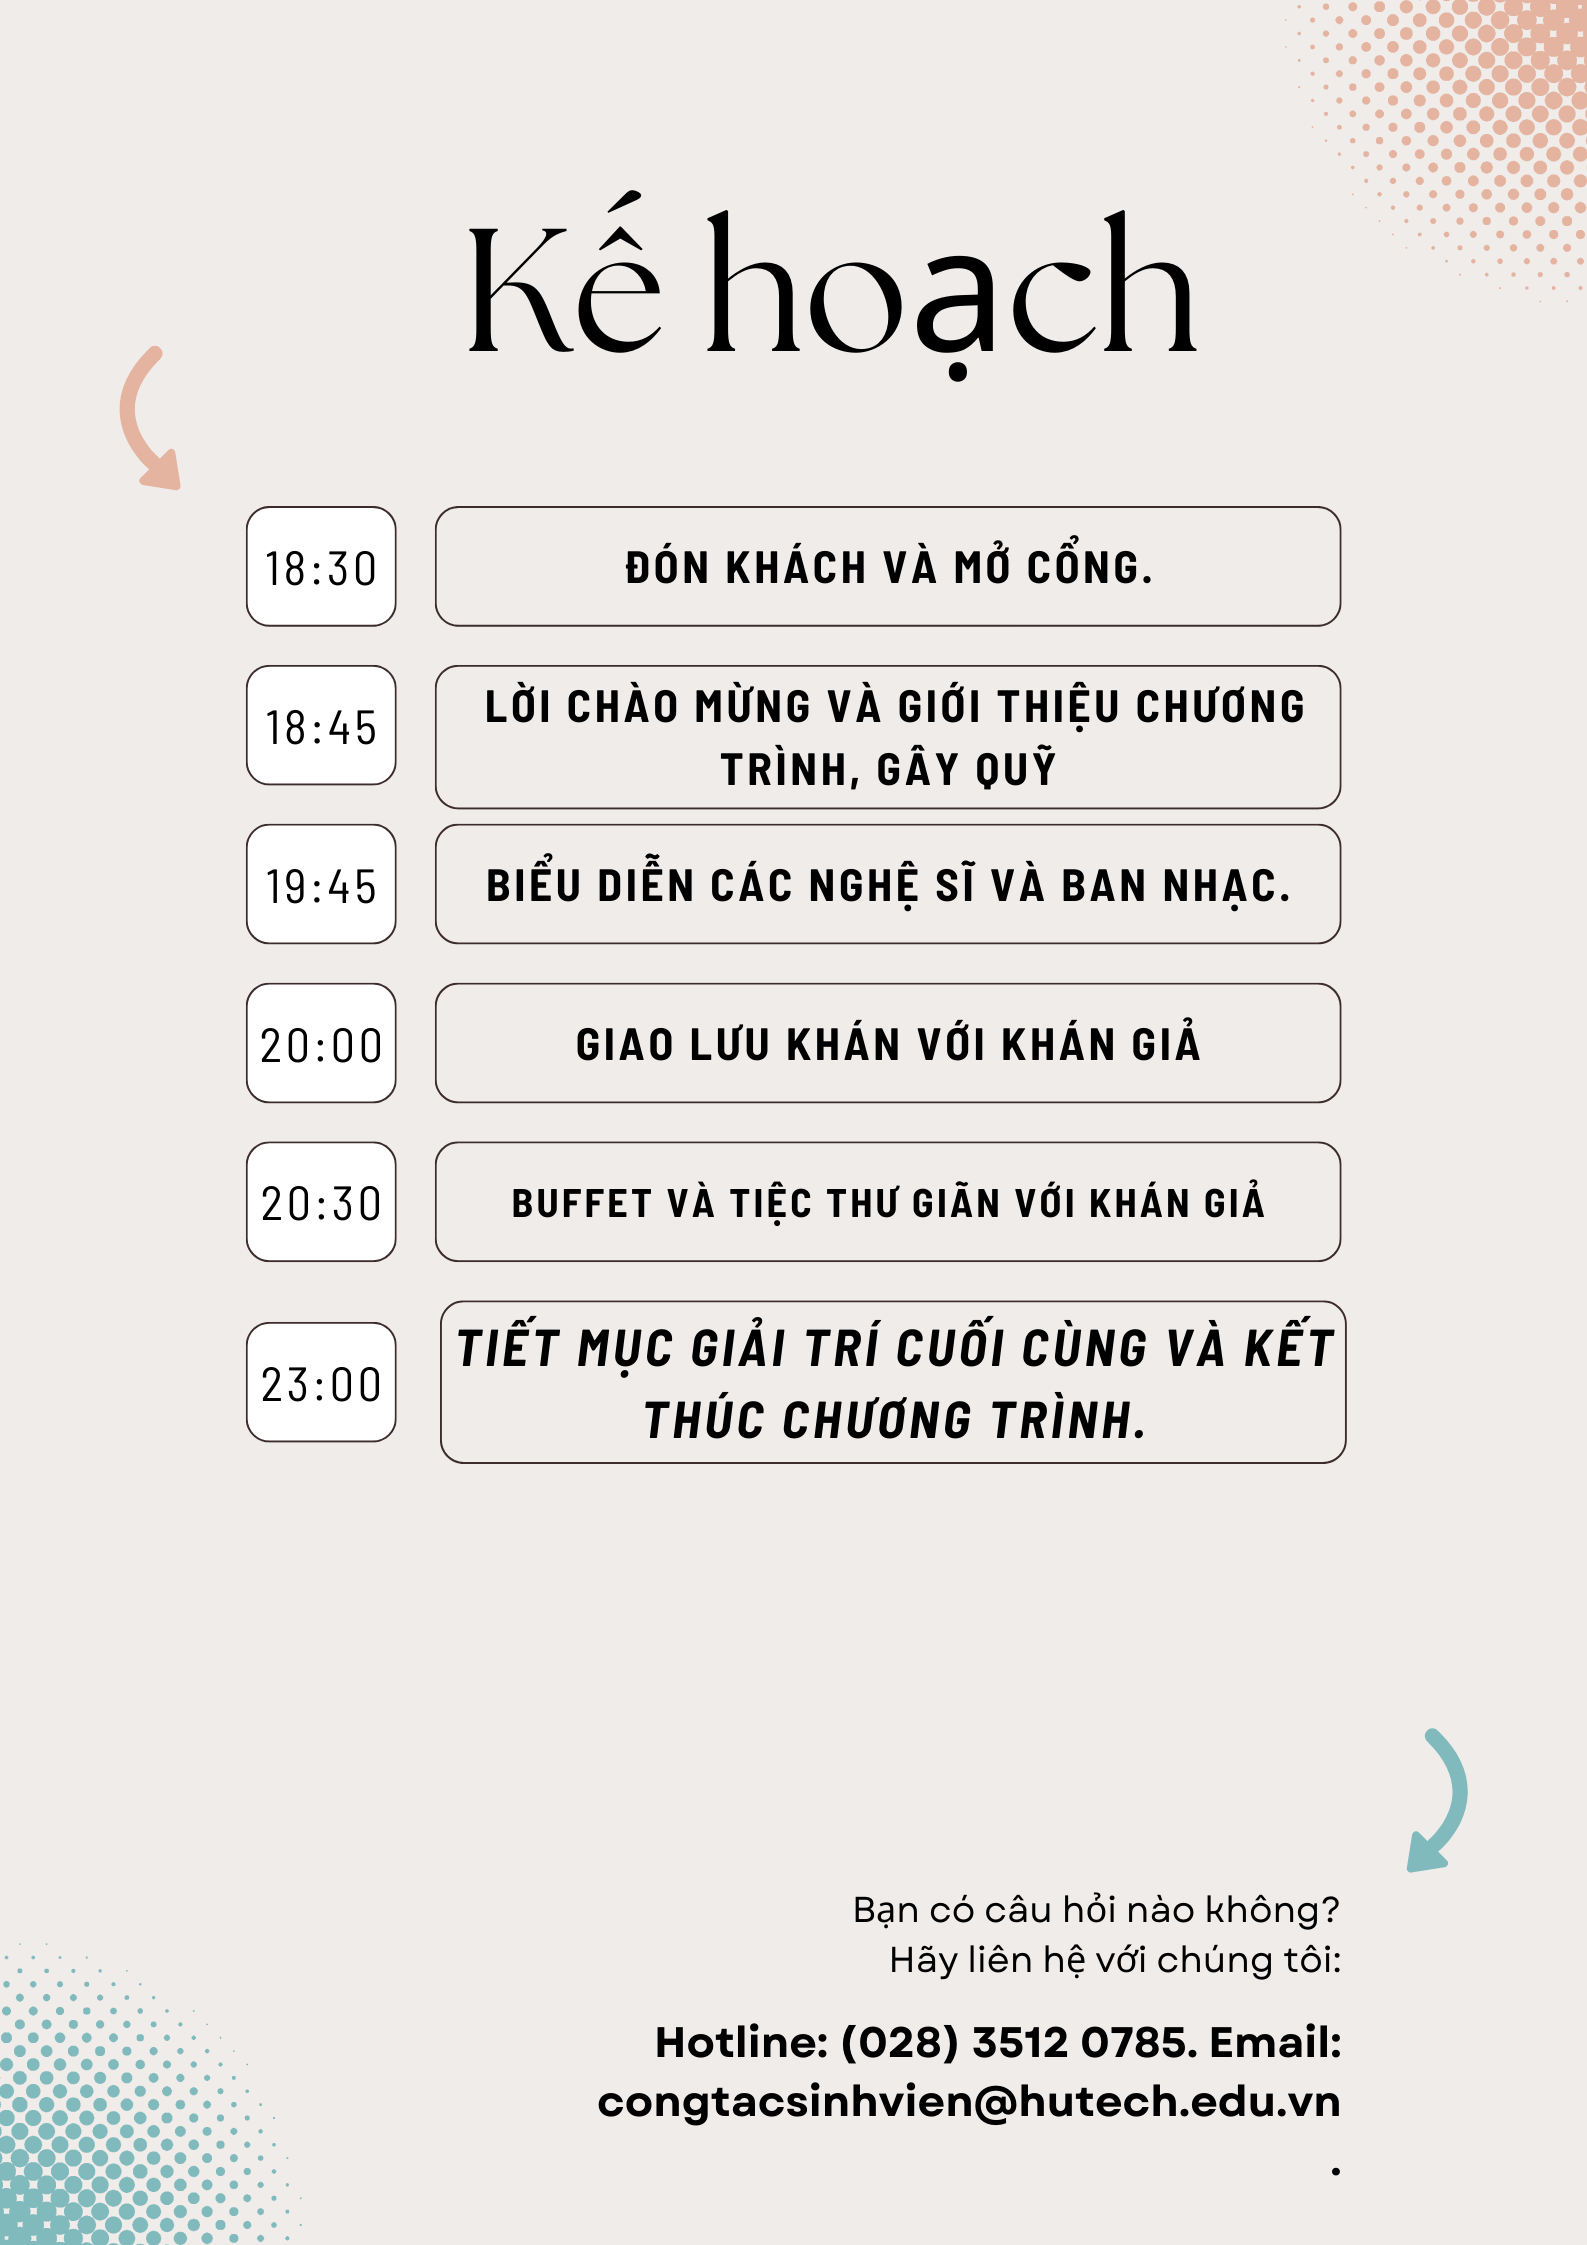 Kế hoạch
18:30
ĐÓN KHÁCH VÀ MỞ CỔNG.
18:45
LỜI CHÀO MỪNG VÀ GIỚI THIỆU CHƯƠNG
TRÌNH, GÂY QUỸ
19:45
BIỂU DIỄN CÁC NGHỆ SĨ VÀ BAN NHẠC.
20:00
GIAO LƯU KHÁN VỚI KHÁN GIẢ
20:30
BUFFET VÀ TIỆC THƯ GIÃN VỚI KHÁN GIẢ
23:00
TIẾT MỤC GIẢI TRÍ CUỐI CÙNG VÀ KẾT
THÚC CHƯƠNG TRÌNH.
Bạn có câu hỏi nào không?
Hãy liên hệ với chúng tôi:
Hotline: (028) 3512 0785. Email:
congtacsinhvien@hutech.edu.vn
.